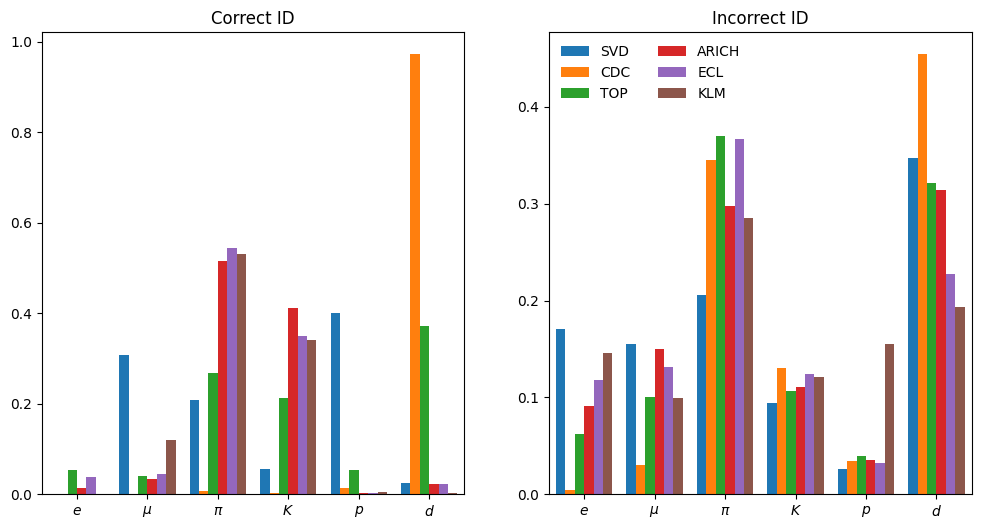 Correct ID
1.0
0.8
0.6
0.4
0.2
0.0
e μ π K p d
Incorrect ID
SVD
CDC
TOP
ARICH
ECL
KLM
0.4
0.3
0.2
0.1
0.0
e μ π K p d